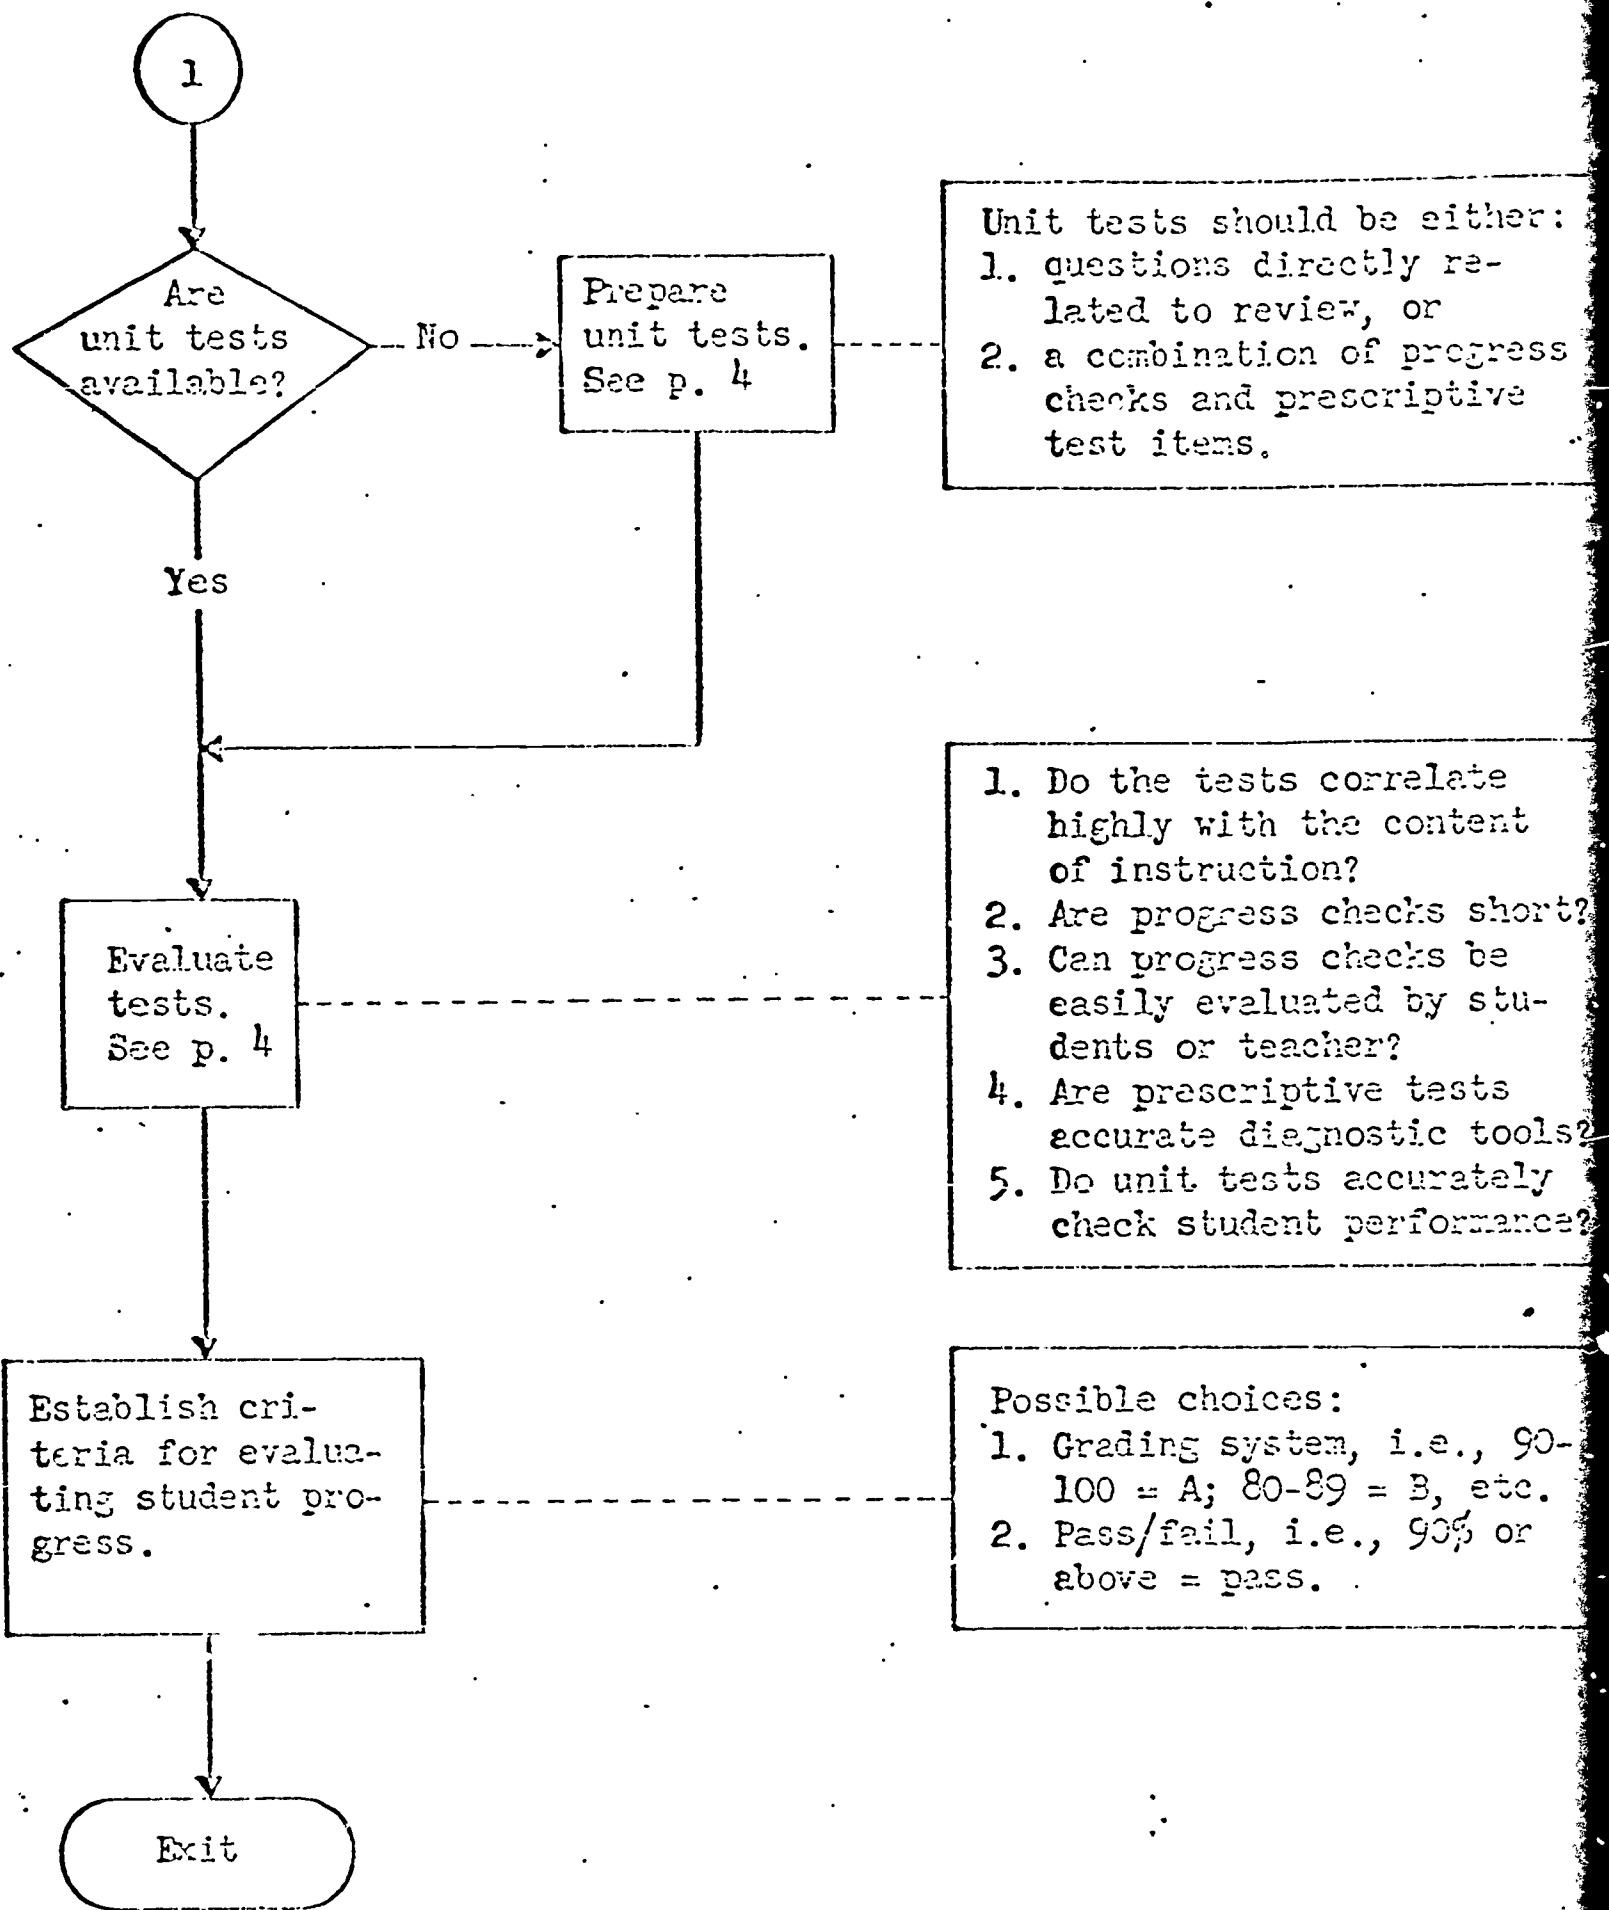 1
Are
unit tests
available?
No
Prepare
unit tests.
See p. 4
Unit tests should be either:
1. questions directly re-
lated to review, or
2. a combination of progress
checks and prescriptive
test items.
Yes
Evaluate
tests.
See p. 4
1. Do the tests correlate
highly with the content
of instruction?
2. Are progress checks short?
3. Can progress checks be
easily evaluated by stu-
dents or teacher?
4. Are prescriptive tests
accurate diagnostic tools?
5. Do unit tests accurately
check student performance?
Establish cri-
teria for evalua-
ting student pro-
gress.
Possible choices:
1. Grading system, i.e., 90-
100 = A; 80-89 = B, etc.
2. Pass/fail, i.e., 90% or
above = pass.
Exit